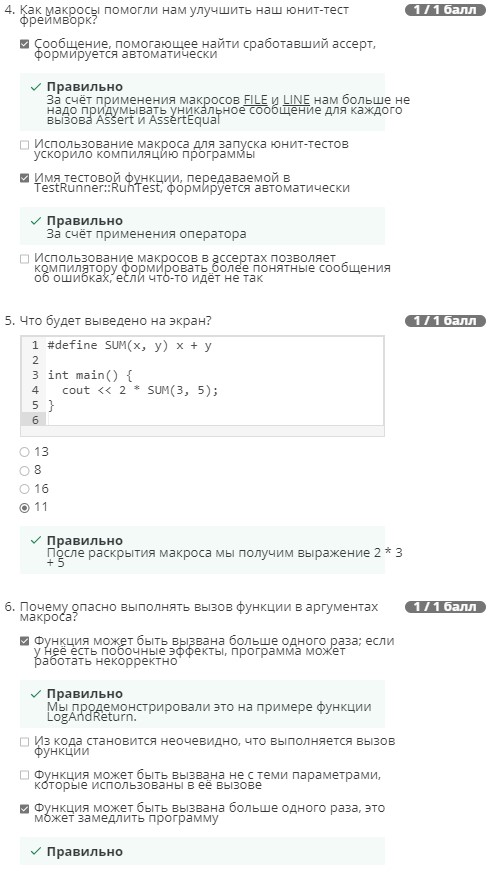 4. Как макросы помогли нам улучшить наш юнит-тест
фреймворк?
1 / 1 балл
Сообщение, помогающее найти сработавший ассерт,
формируется автоматически
Правильно
За счёт применения макросов FILE и LINE нам больше не
надо придумывать уникальное сообщение для каждого
вызова Assert и AssertEqual
Использование макроса для запуска юнит-тестов
ускорило компиляцию программы
Имя тестовой функции, передаваемой в
TestRunner::RunTest, формируется автоматически
Правильно
За счёт применения оператора
Использование макросов в ассертах позволяет
компилятору формировать более понятные сообщения
об ошибках, если что-то идёт не так
5. Что будет выведено на экран?
1 / 1 балл
1 #define SUM(x, y) x + y
2
3 int main() {
4 cout << 2 * SUM(3, 5);
5 }
6
13
8
16
11
Правильно
После раскрытия макроса мы получим выражение 2 * 3
+ 5
6. Почему опасно выполнять вызов функции в аргументах
макроса?
1 / 1 балл
Функция может быть вызвана больше одного раза; если
у неё есть побочные эффекты, программа может
работать некорректно
Правильно
Мы продемонстрировали это на примере функции
LogAndReturn.
Из кода становится неочевидно, что выполняется вызов
функции
Функция может быть вызвана не с теми параметрами,
которые использованы в её вызове
Функция может быть вызвана больше одного раза, это
может замедлить программу
Правильно